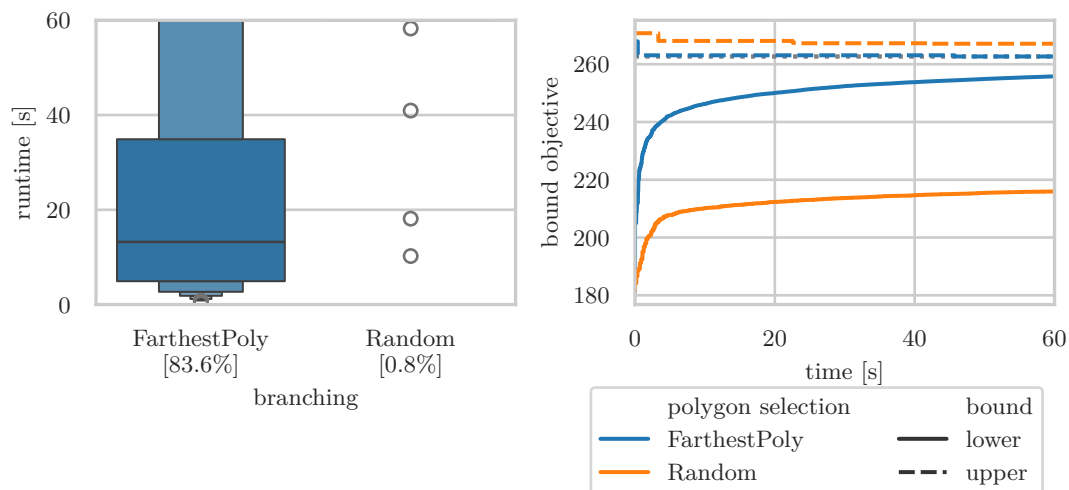 60
40
20
0
runtime [s]
FarthestPoly
[83.6%]
Random
[0.8%]
branching
260
240
220
200
180
bound objective
0
20
40
60
time [s]
polygon selection
FarthestPoly
Random
bound
lower
upper